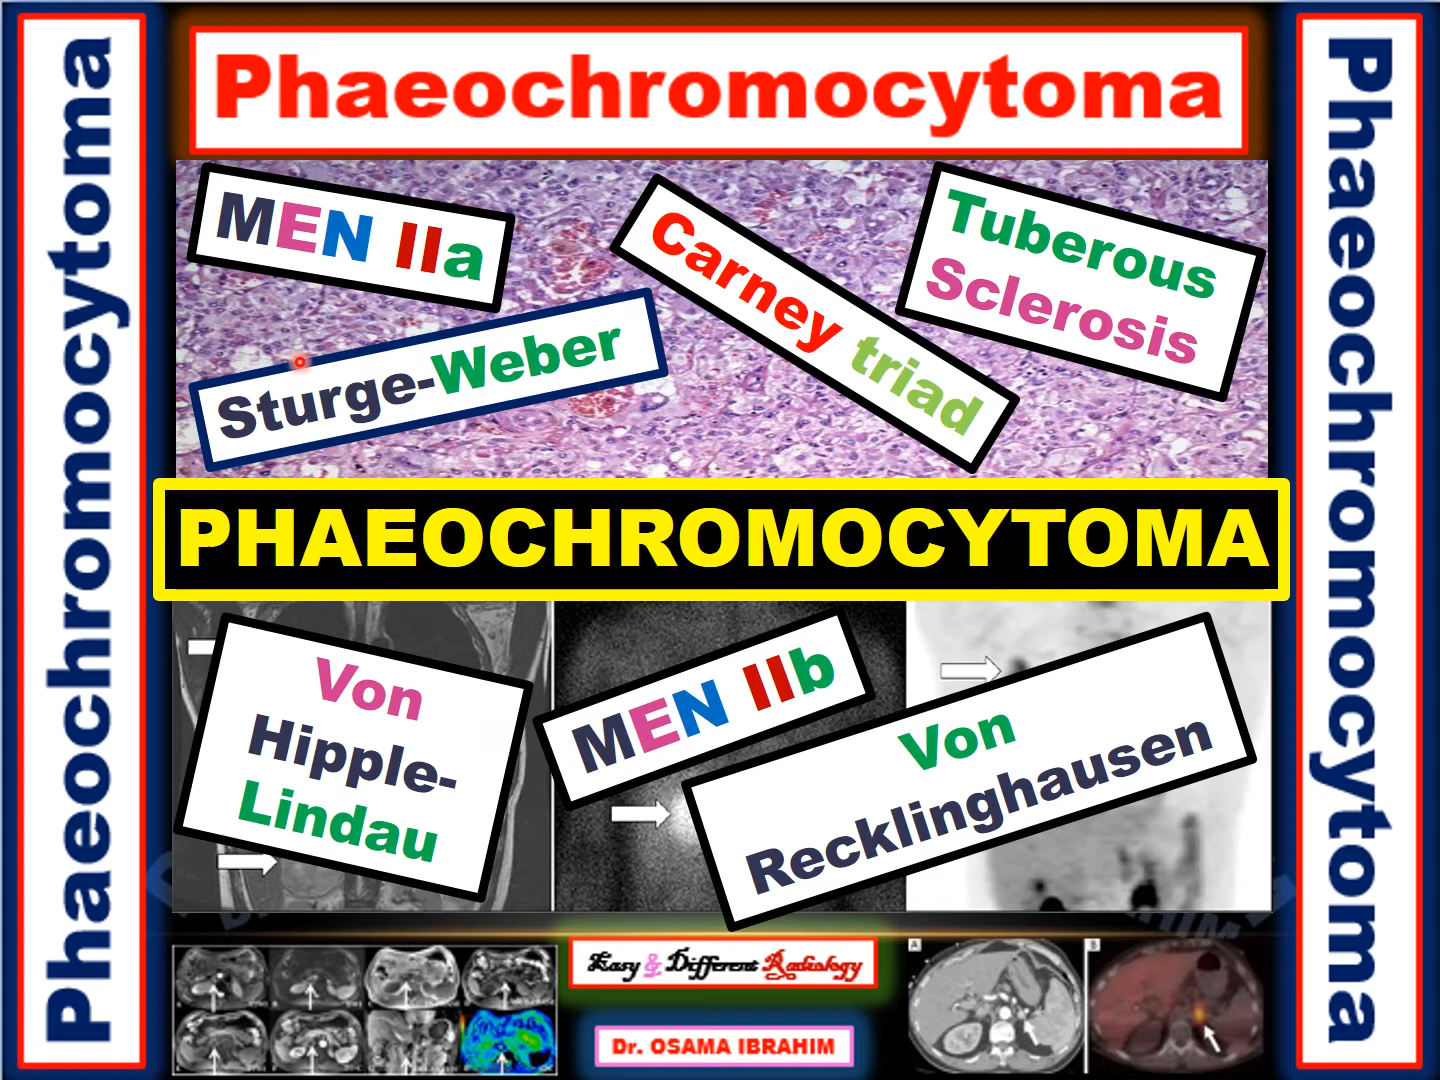 Phaeochromocytoma
Phaeochromocytoma
Phaeochromocytoma
MEN IIa
Carney triad
Tuberous
Sclerosis
Sturge-Weber
PHAEOCHROMOCYTOMA
Von
Hipple-
Lindau
MEN IIb
Von
Recklinghausen
Easy & Different Radiology
Dr. OSAMA IBRAHIM
A
B